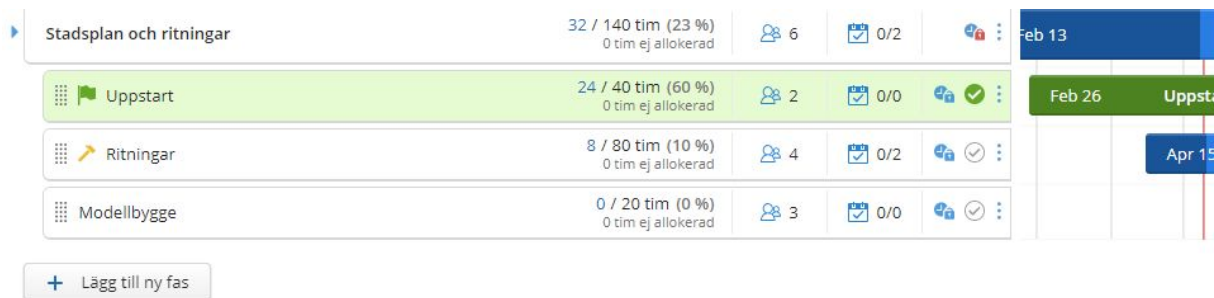 Stadsplan och ritningar 32 / 140 tim (23 %) 6 0/2 Feb 13
0 tim ej allokerad
Uppstart 24 / 40 tim (60 %) 2 0/0 Feb 26
0 tim ej allokerad
Ritningar 8 / 80 tim (10 %) 4 0/2 Apr 15
0 tim ej allokerad
Modellbygge 0 / 20 tim (0 %) 3 0/0
0 tim ej allokerad
+ Lägg till ny fas